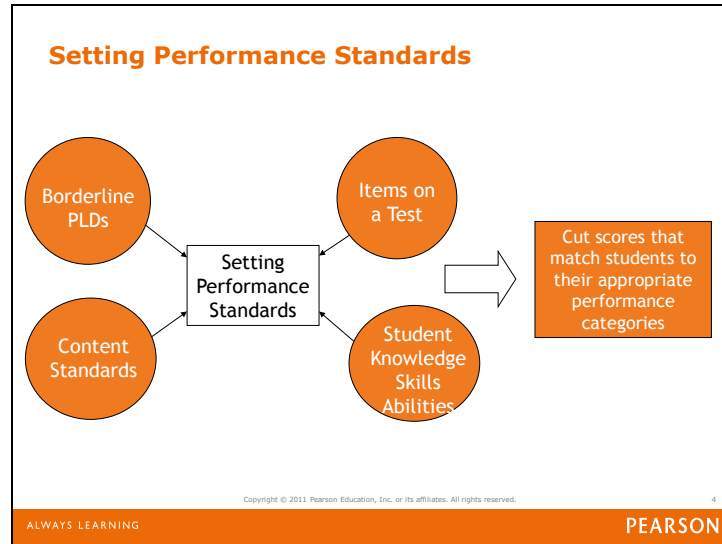 Setting Performance Standards
Borderline
PLDs
Items on
a Test
Setting
Performance
Standards
Cut scores that
match students to
their appropriate
performance
categories
Content
Standards
Student
Knowledge
Skills
Abilities
Copyright © 2011 Pearson Education, Inc. or its affiliates. All rights reserved.
4
ALWAYS LEARNING
PEARSON